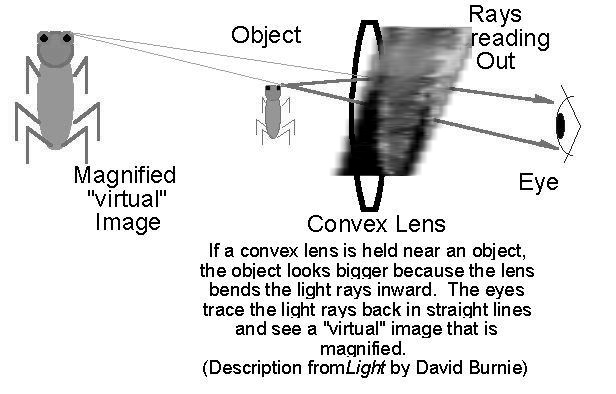 Rays
reading
Out
Object
Magnified
"virtual"
Image
Eye
Convex Lens
If a convex lens is held near an object,
the object looks bigger because the lens
bends the light rays inward. The eyes
trace the light rays back in straight lines
and see a "virtual" image that is
magnified.
(Description from Light by David Burnie)